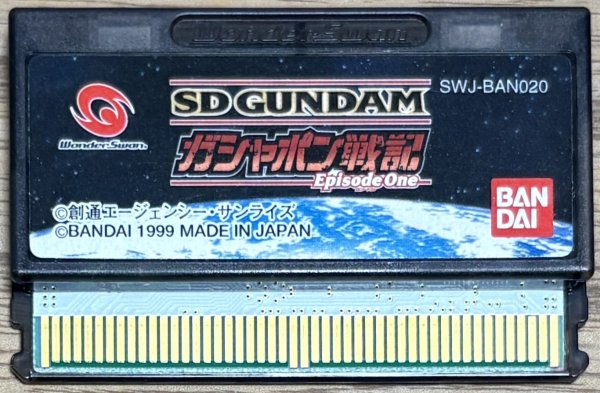 WonderSwan
SWJ-BAN020
SD GUNDAM
WonderSwan.
ガシャポン戦記
Episode One
©創通エージェンシー・サンライズ
©BANDAI 1999 MADE IN JAPAN
BAN
DAI